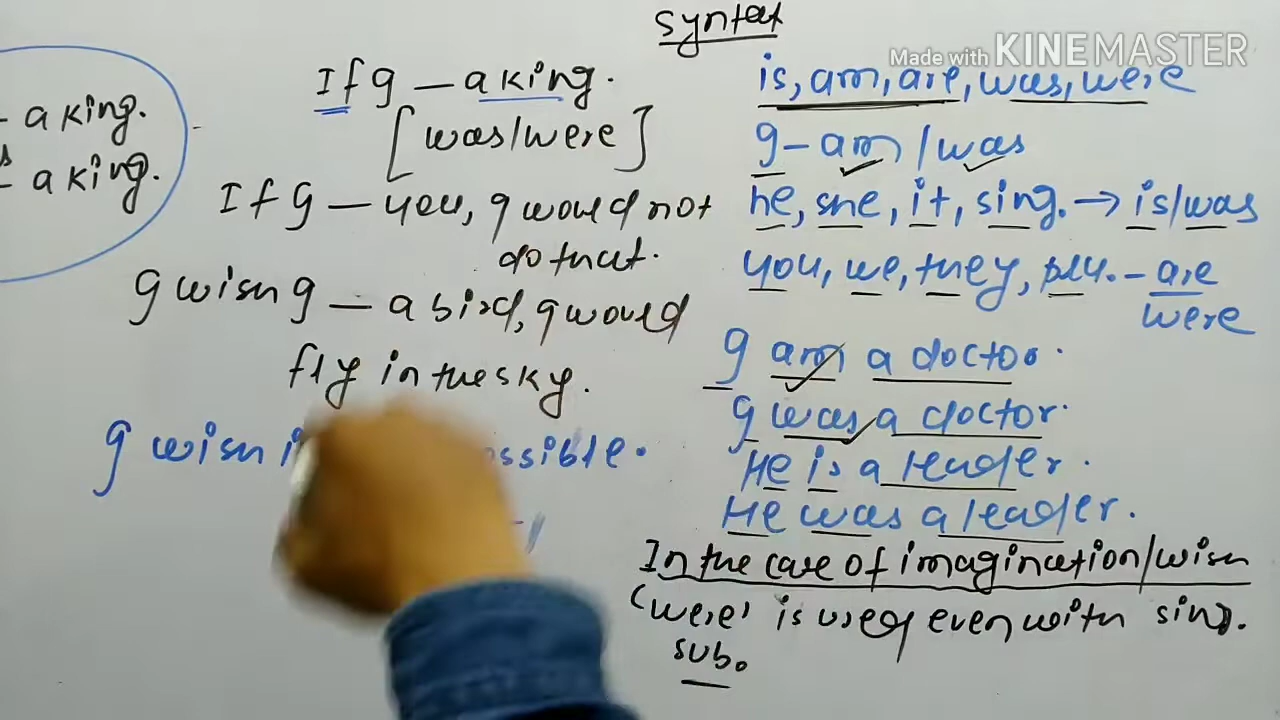 syntax
Made with KINEMASTER
- a king.
- a king.
If I — a king.
[was/were]
If I — you, I would not
do that.
I wish I — a bird, I would
fly in the sky.
I wish
is, am, are, was, were
I - am/was
he, she, it, sing. → is/was
you, we, they, plu. - are
were
I am a doctor.
I was a doctor.
He is a leader.
He was a leader.
In the case of imagination/wish
'were' is used even with sing.
sub.